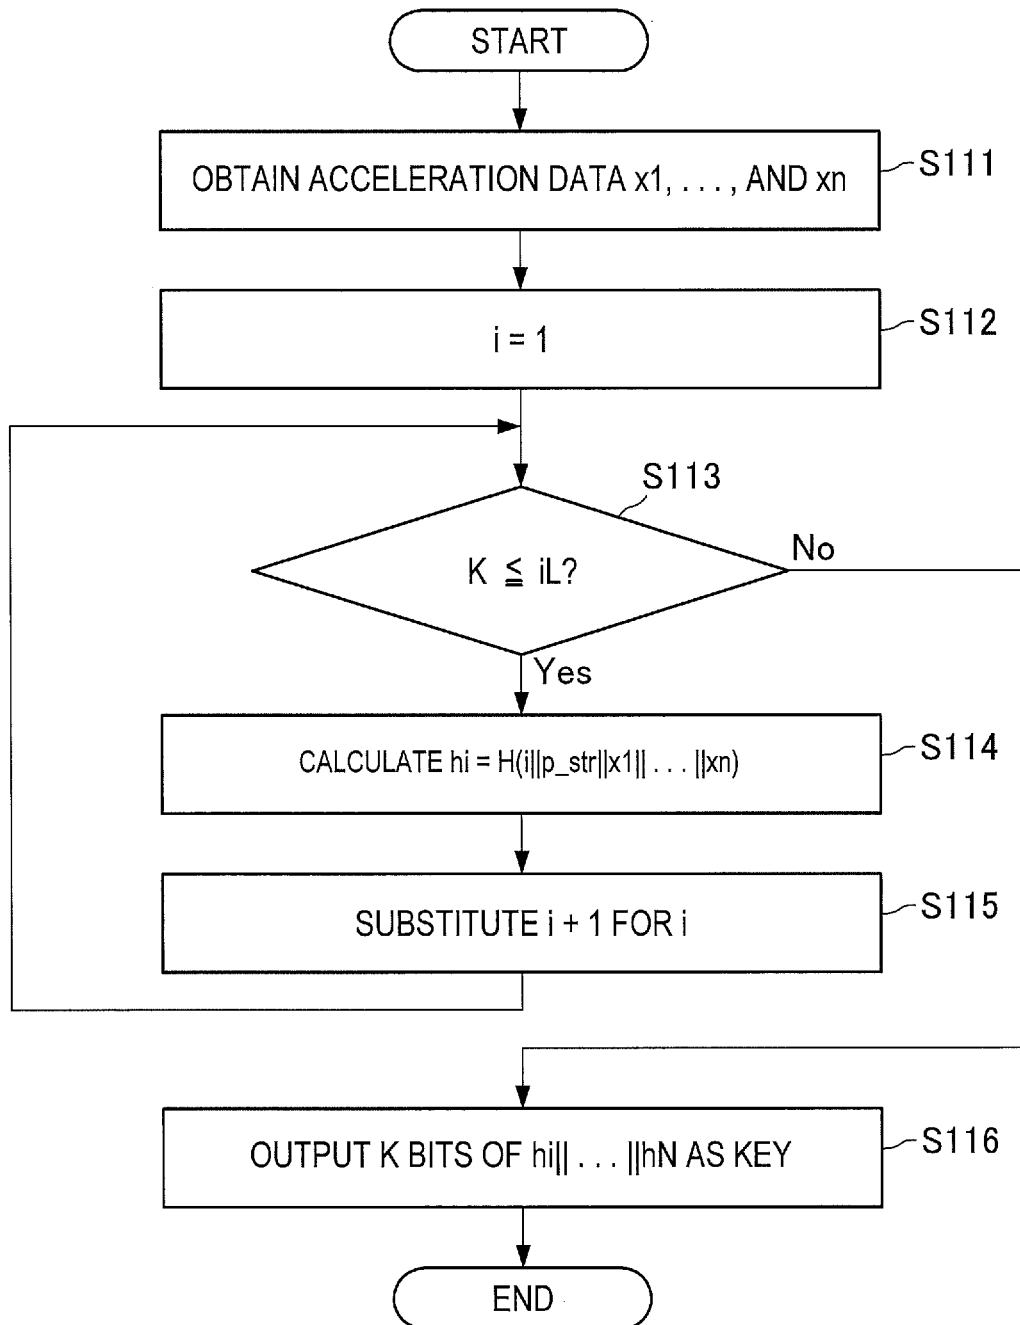 START
OBTAIN ACCELERATION DATA x1, . . . , AND xn
S111
i = 1
S112
S113
K ≦ iL?
No
Yes
CALCULATE hi = H(i||p_str||x1|| . . . ||xn)
S114
SUBSTITUTE i + 1 FOR i
S115
OUTPUT K BITS OF hi|| . . . ||hN AS KEY
S116
END